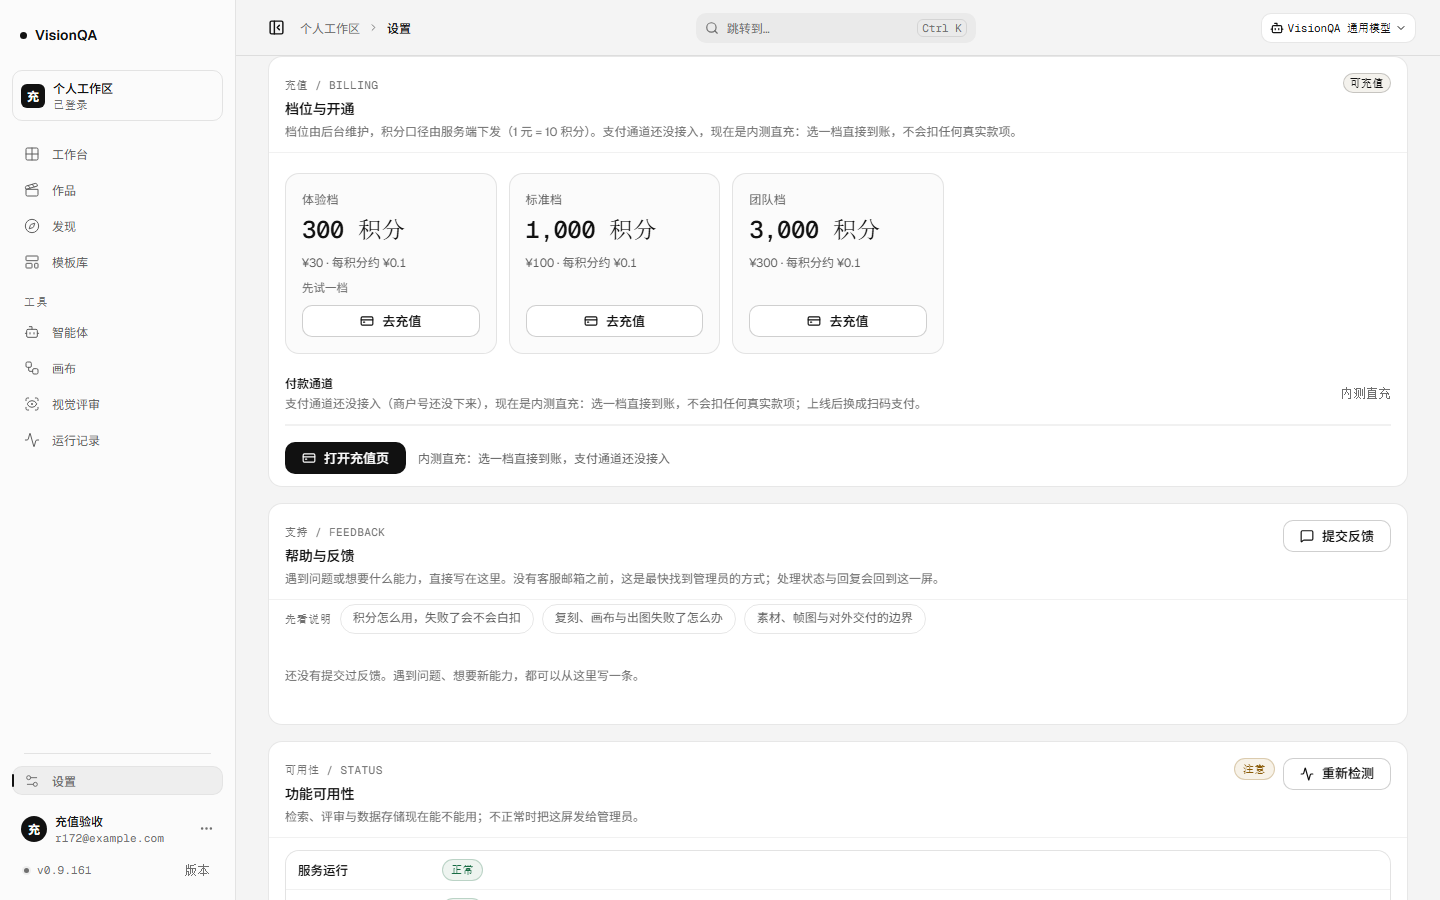 VisionQA
充
个人工作区
已登录
工作台
作品
发现
模板库
工具
智能体
画布
视觉评审
运行记录
设置
充
充值验收
r172@example.com
v0.9.161
版本
个人工作区
设置
跳转到...
Ctrl K
VisionQA 通用模型
充值 / BILLING
可充值
档位与开通
档位由后台维护，积分口径由服务端下发（1 元 = 10 积分）。支付通道还没接入，现在是内测直充：选一档直接到账，不会扣任何真实款项。
体验档
300 积分
¥30 · 每积分约 ¥0.1
先试一档
去充值
标准档
1,000 积分
¥100 · 每积分约 ¥0.1
去充值
团队档
3,000 积分
¥300 · 每积分约 ¥0.1
去充值
付款通道
支付通道还没接入（商户号还没下来），现在是内测直充：选一档直接到账，不会扣任何真实款项；上线后换成扫码支付。
内测直充
打开充值页
内测直充：选一档直接到账，支付通道还没接入
支持 / FEEDBACK
提交反馈
帮助与反馈
遇到问题或想要什么能力，直接写在这里。没有客服邮箱之前，这是最快找到管理员的方式；处理状态与回复会回到这一屏。
先看说明
积分怎么用，失败了会不会白扣
复刻、画布与出图失败了怎么办
素材、帧图与对外交付的边界
还没有提交过反馈。遇到问题、想要新能力，都可以从这里写一条。
可用性 / STATUS
注意
重新检测
功能可用性
检索、评审与数据存储现在能不能用；不正常时把这屏发给管理员。
服务运行
正常